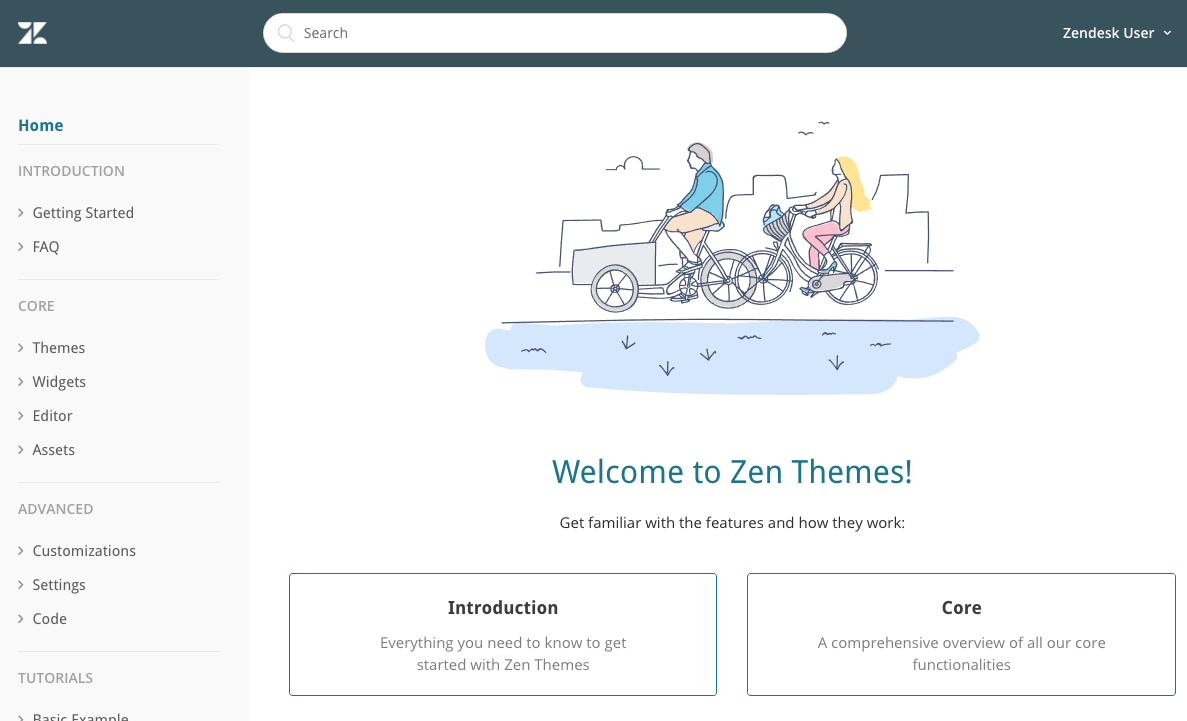 Search
Zendesk User
Home
INTRODUCTION
Getting Started
FAQ
CORE
Themes
Widgets
Editor
Assets
ADVANCED
Customizations
Settings
Code
TUTORIALS
Basic Example
Welcome to Zen Themes!
Get familiar with the features and how they work:
Introduction
Everything you need to know to get
started with Zen Themes
Core
A comprehensive overview of all our core
functionalities